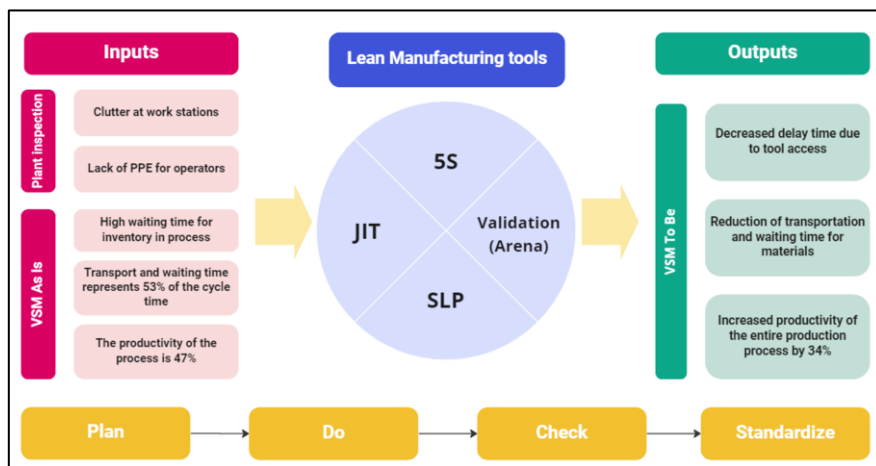 Inputs
Lean Manufacturing tools
Outputs
Plant inspection
Clutter at work stations
Lack of PPE for operators
VSM As Is
High waiting time for
inventory in process
Transport and waiting time
represents 53% of the cycle
time
The productivity of the
process is 47%
5S
JIT
Validation
(Arena)
SLP
VSM To Be
Decreased delay time due
to tool access
Reduction of transportation
and waiting time for
materials
Increased productivity of
the entire production
process by 34%
Plan
Do
Check
Standardize